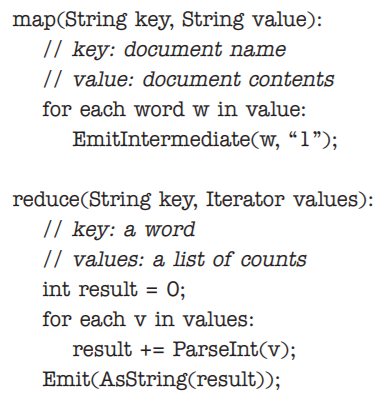 map(String key, String value):
// key: document name
// value: document contents
for each word w in value:
EmitIntermediate(w, “1”);
reduce(String key, Iterator values):
// key: a word
// values: a list of counts
int result = 0;
for each v in values:
result += ParseInt(v);
Emit(AsString(result));